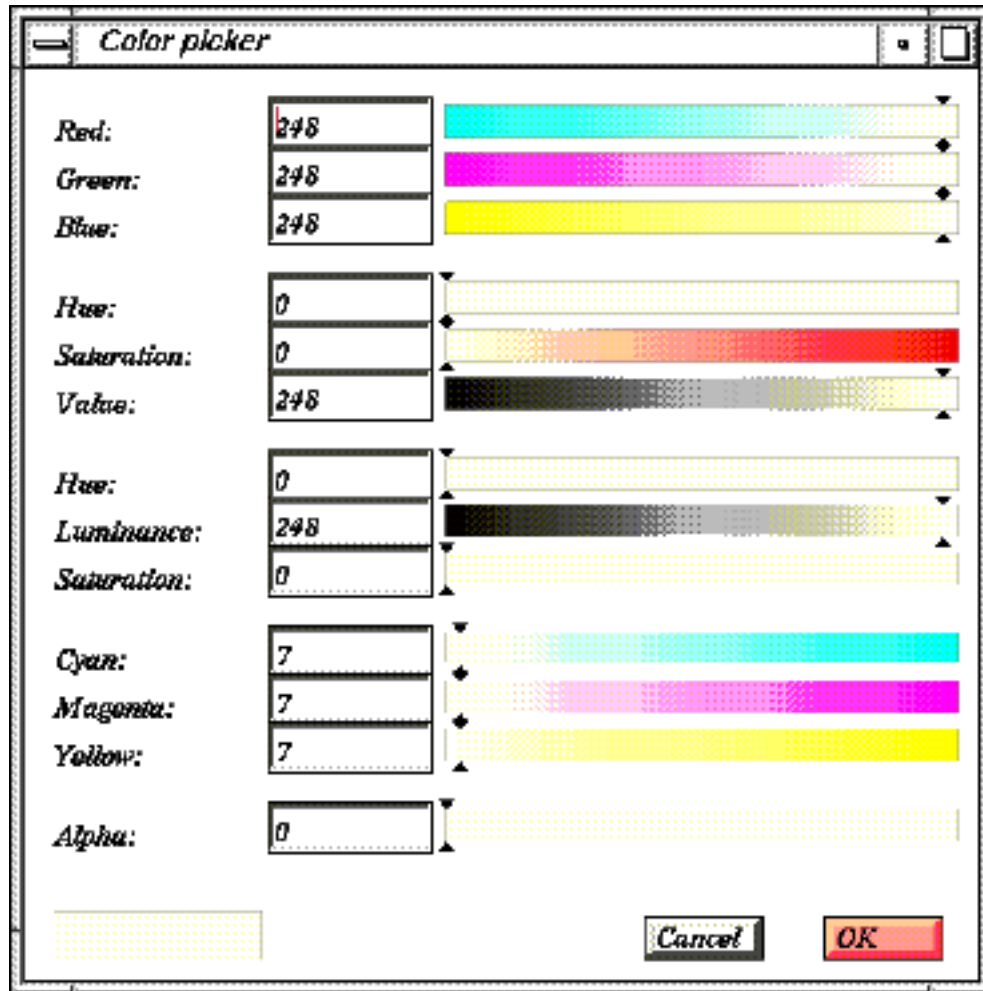 Color picker
Red: 248
Green: 248
Blue: 248
Hue: 0
Saturation: 0
Value: 248
Hue: 0
Luminance: 248
Saturation: 0
Cyan: 7
Magenta: 7
Yellow: 7
Alpha: 0
Cancel OK